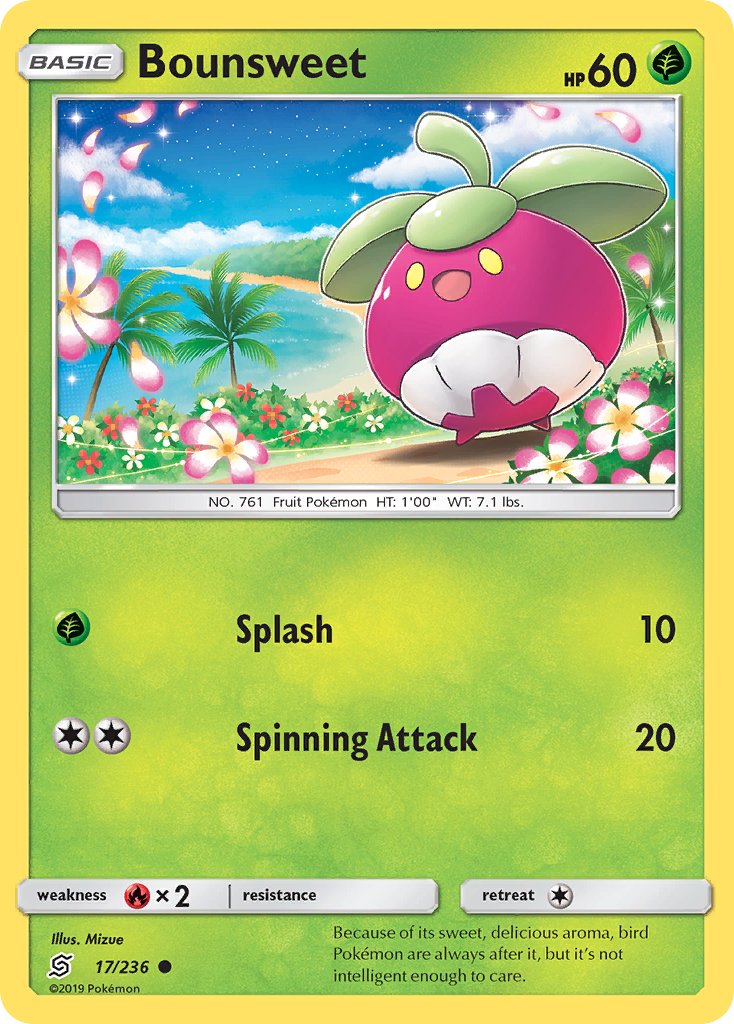 BASIC Bounsweet HP60
NO. 761 Fruit Pokémon HT: 1'00" WT: 7.1 lbs.
Splash 10
Spinning Attack 20
weakness ×2 resistance retreat
Illus. Mizue
17/236
©2019 Pokémon
Because of its sweet, delicious aroma, bird
Pokémon are always after it, but it's not
intelligent enough to care.